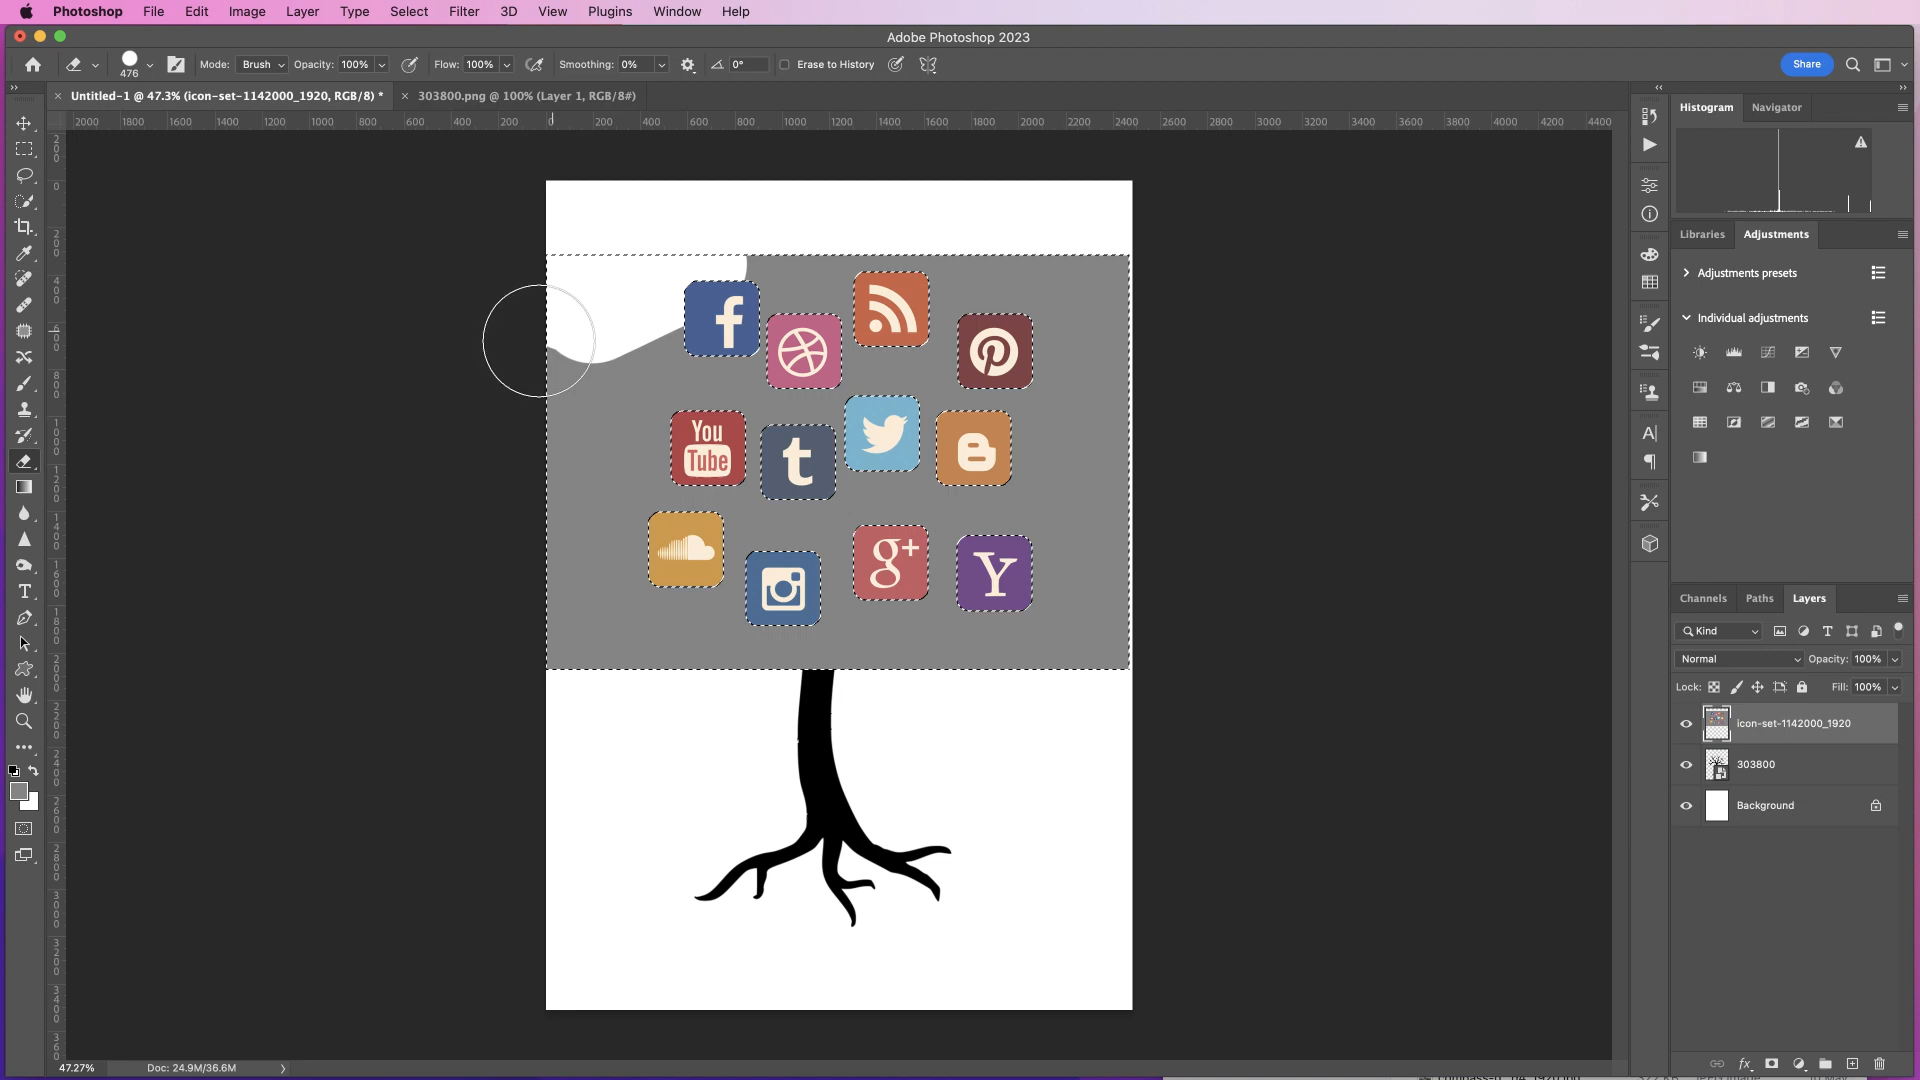 Photoshop File Edit Image Layer Type Select Filter 3D View Plugins Window Help
Adobe Photoshop 2023
476 Mode: Brush Opacity: 100% Flow: 100% Smoothing: 0% 0° Erase to History Share
× Untitled-1 @ 47.3% (icon-set-1142000_1920, RGB/8) * × 303800.png @ 100% (Layer 1, RGB/8#)
2000 1800 1600 1400 1200 1000 800 600 400 200 0 200 400 600 800 1000 1200 1400 1600 1800 2000 2200 2400 2600 2800 3000 3200 3400 3600 3800 4000 4200 4400
Histogram Navigator
Libraries Adjustments
Adjustments presets
Individual adjustments
f
You
Tube
t
g+
Y
Channels Paths Layers
Kind
Normal Opacity: 100%
Lock: Fill: 100%
icon-set-1142000_1920
303800
Background
47.27% Doc: 24.9M/36.6M